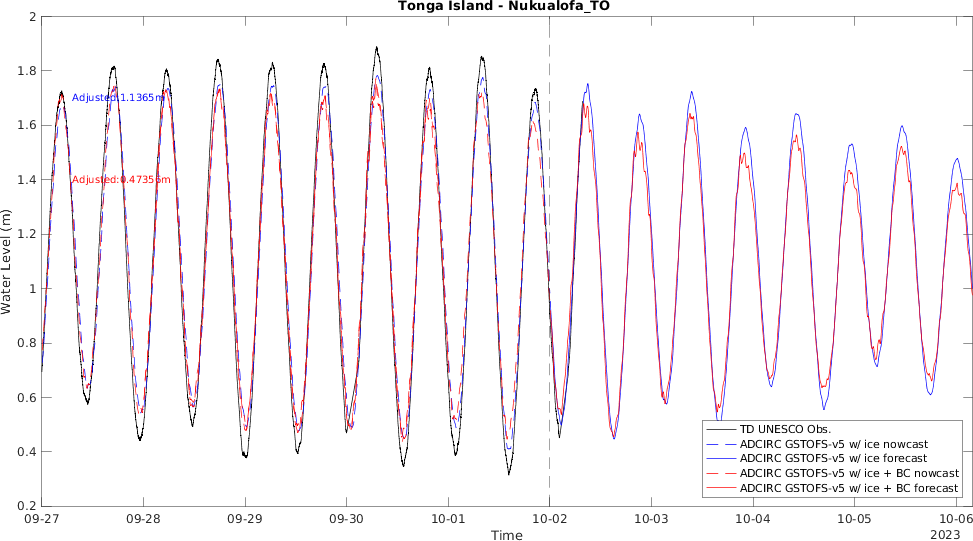 Tonga Island - Nukualofa_TO
2
1.8
1.6
1.4
1.2
1
0.8
0.6
0.4
0.2
Water Level (m)
Adjusted:1.1365m
Adjusted:0.47356m
TD UNESCO Obs.
ADCIRC GSTOFS-v5 w/ ice nowcast
ADCIRC GSTOFS-v5 w/ ice forecast
ADCIRC GSTOFS-v5 w/ ice + BC nowcast
ADCIRC GSTOFS-v5 w/ ice + BC forecast
09-27 09-28 09-29 09-30 10-01 10-02 10-03 10-04 10-05 10-06
Time
2023